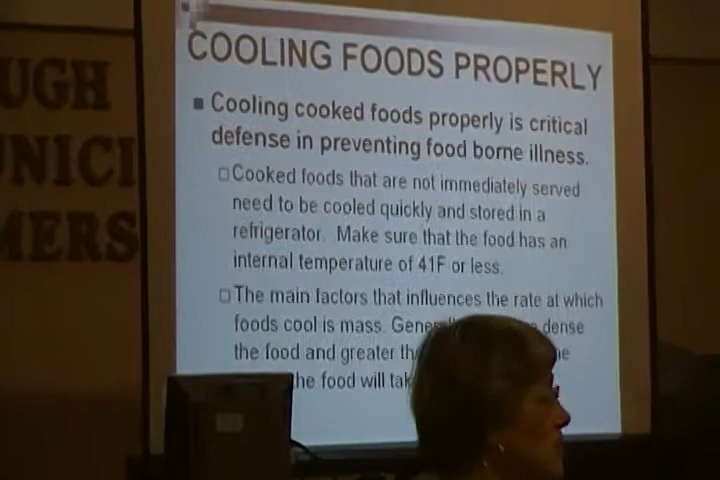 COOLING FOODS PROPERLY
Cooling cooked foods properly is critical
defense in preventing food borne illness.
Cooked foods that are not immediately served
need to be cooled quickly and stored in a
refrigerator. Make sure that the food has an
internal temperature of 41F or less.
The main factors that influences the rate at which
foods cool is mass. dense
the food and greater
the food will
UGH
UNICI
MERS